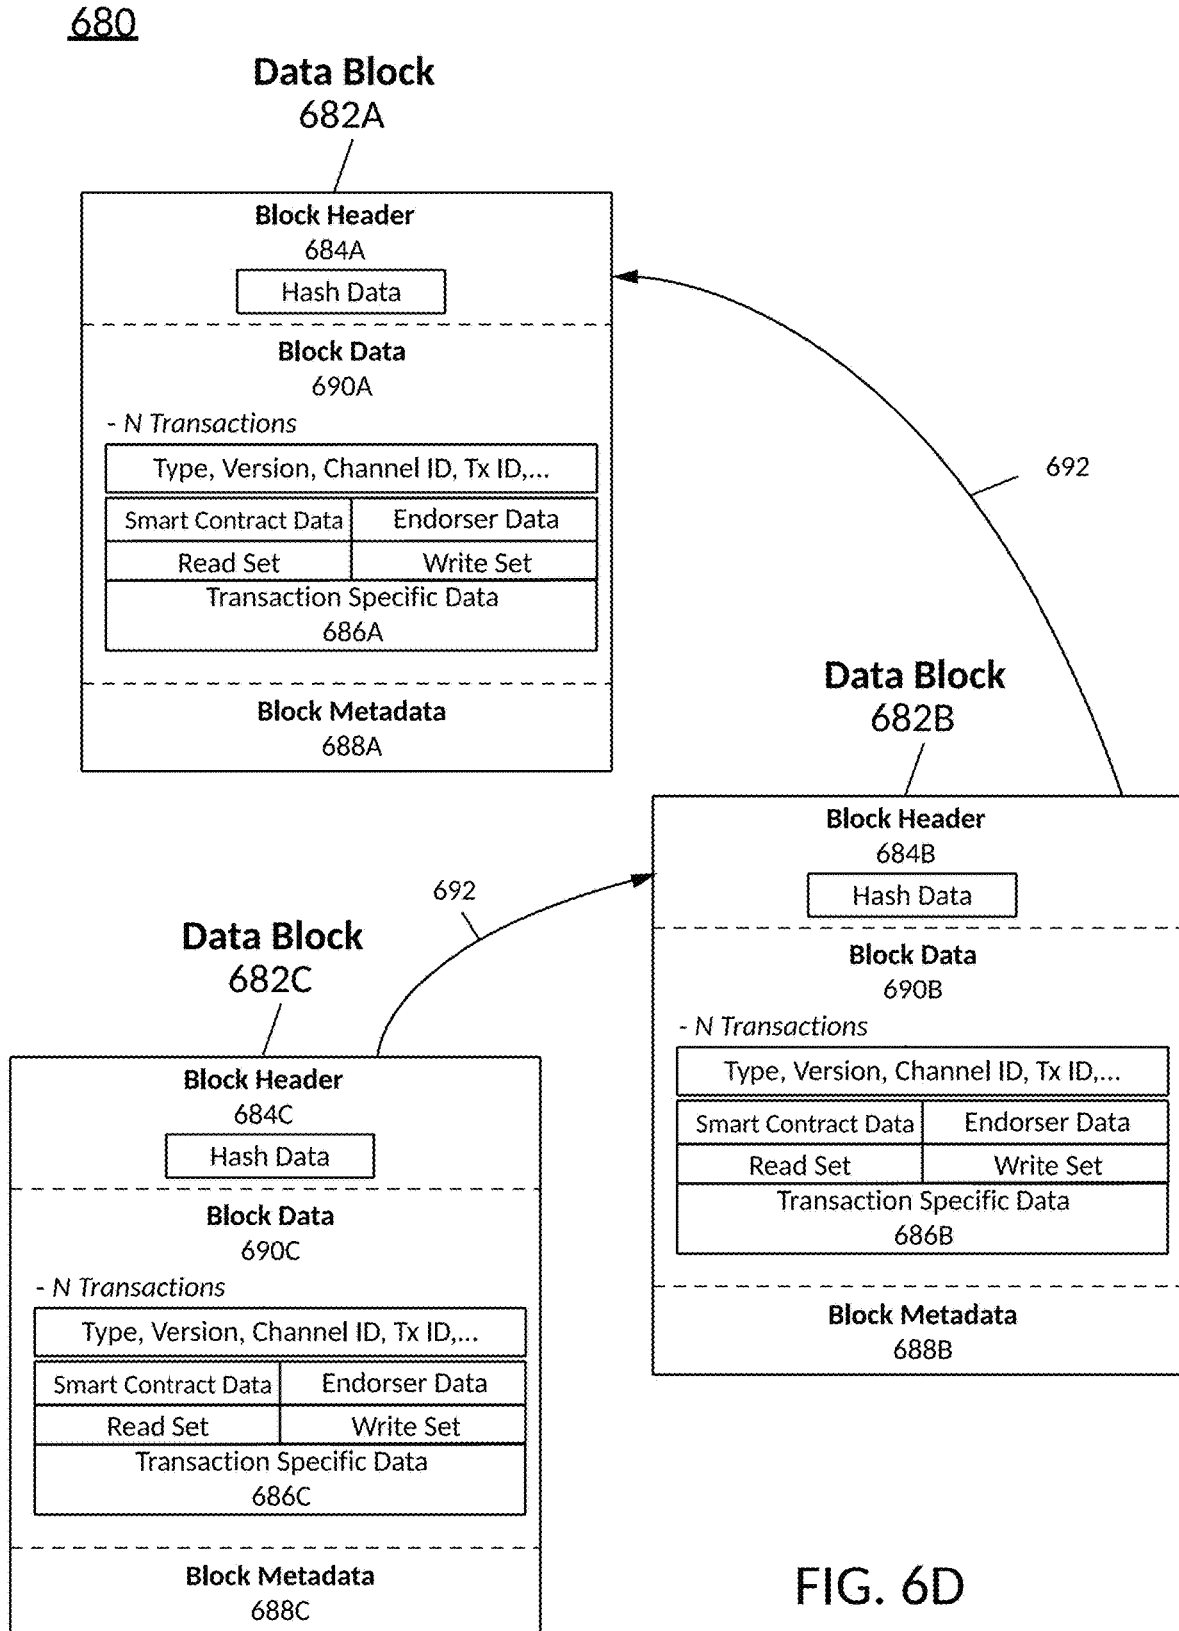 680
Data Block
682A
Block Header
684A
Hash Data
Block Data
690A
- N Transactions
Type, Version, Channel ID, Tx ID,...
Smart Contract Data
Endorser Data
Read Set
Write Set
Transaction Specific Data
686A
Block Metadata
688A
692
Data Block
682B
Block Header
684B
Hash Data
Block Data
690B
- N Transactions
Type, Version, Channel ID, Tx ID,...
Smart Contract Data
Endorser Data
Read Set
Write Set
Transaction Specific Data
686B
Block Metadata
688B
692
Data Block
682C
Block Header
684C
Hash Data
Block Data
690C
- N Transactions
Type, Version, Channel ID, Tx ID,...
Smart Contract Data
Endorser Data
Read Set
Write Set
Transaction Specific Data
686C
Block Metadata
688C
FIG. 6D